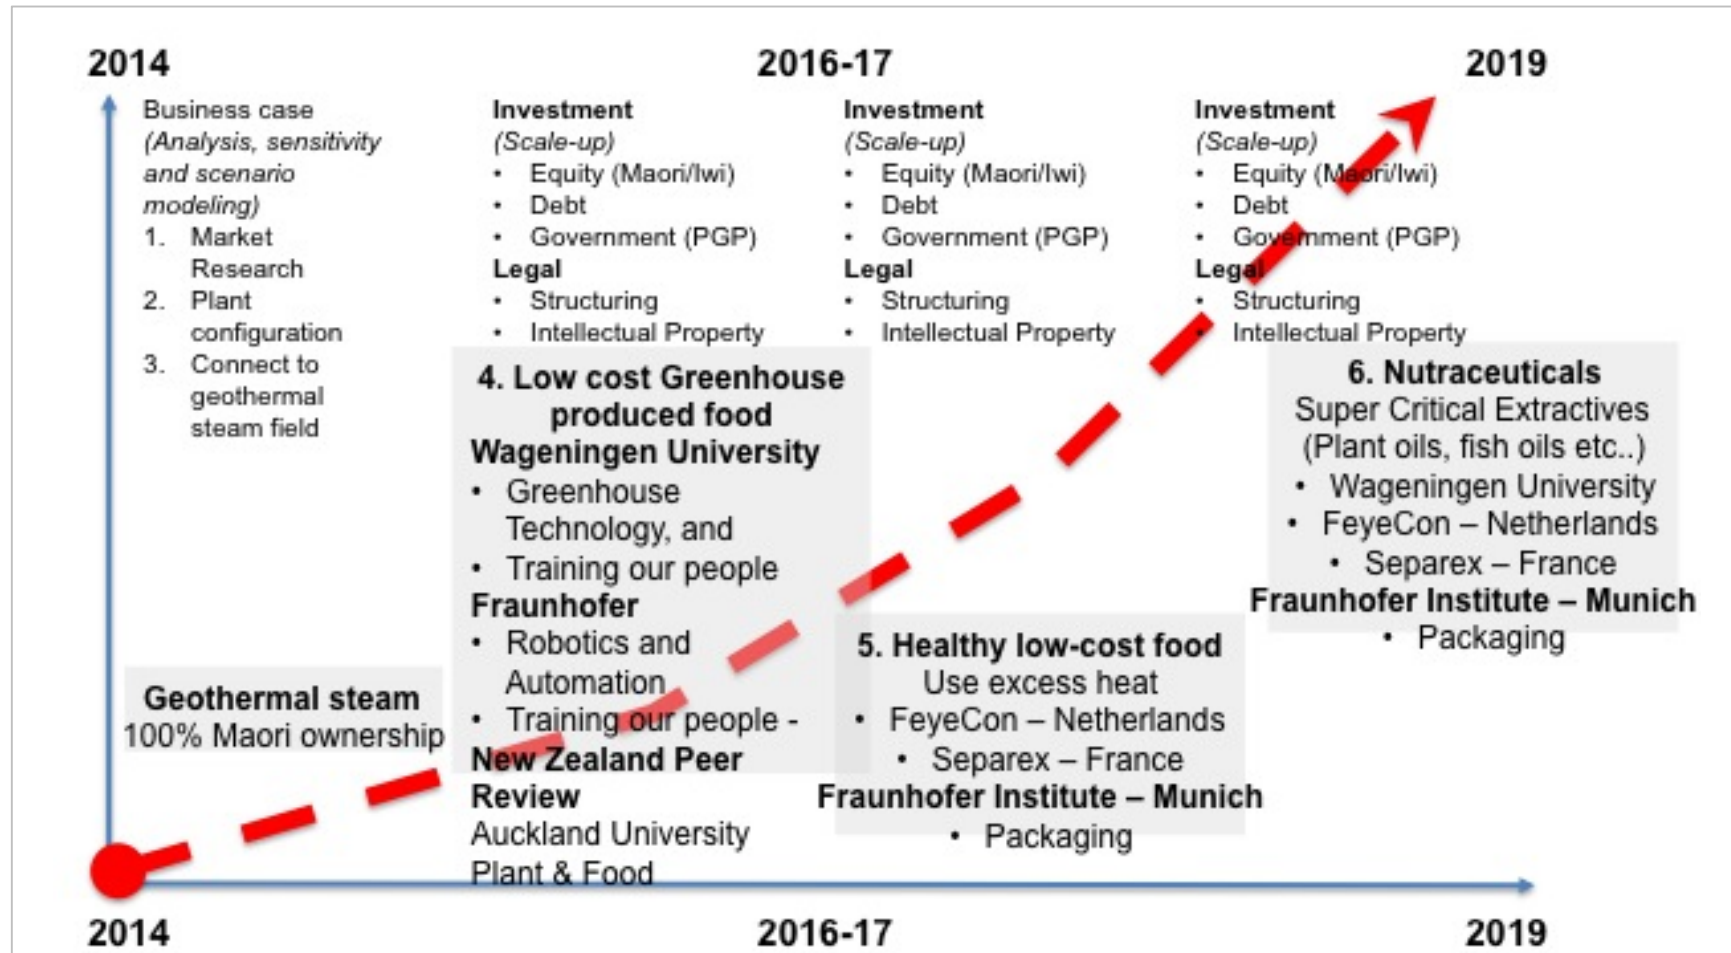 2014
2016-17
2019
Business case
(Analysis, sensitivity
and scenario
modeling)
1. Market
Research
2. Plant
configuration
3. Connect to
geothermal
steam field
Investment
(Scale-up)
• Equity (Maori/Iwi)
• Debt
• Government (PGP)
Legal
• Structuring
• Intellectual Property
Investment
(Scale-up)
• Equity (Maori/Iwi)
• Debt
• Government (PGP)
Legal
• Structuring
• Intellectual Property
Investment
(Scale-up)
• Equity (Maori/Iwi)
• Debt
• Government (PGP)
Legal
• Structuring
• Intellectual Property
Geothermal steam
100% Maori ownership
4. Low cost Greenhouse
produced food
Wageningen University
• Greenhouse
Technology, and
• Training our people
Fraunhofer
• Robotics and
Automation
• Training our people -
New Zealand Peer
Review
Auckland University
Plant & Food
5. Healthy low-cost food
Use excess heat
• FeyeCon – Netherlands
• Separex – France
Fraunhofer Institute – Munich
• Packaging
6. Nutraceuticals
Super Critical Extractives
(Plant oils, fish oils etc..)
• Wageningen University
• FeyeCon – Netherlands
• Separex – France
Fraunhofer Institute – Munich
• Packaging
2014
2016-17
2019